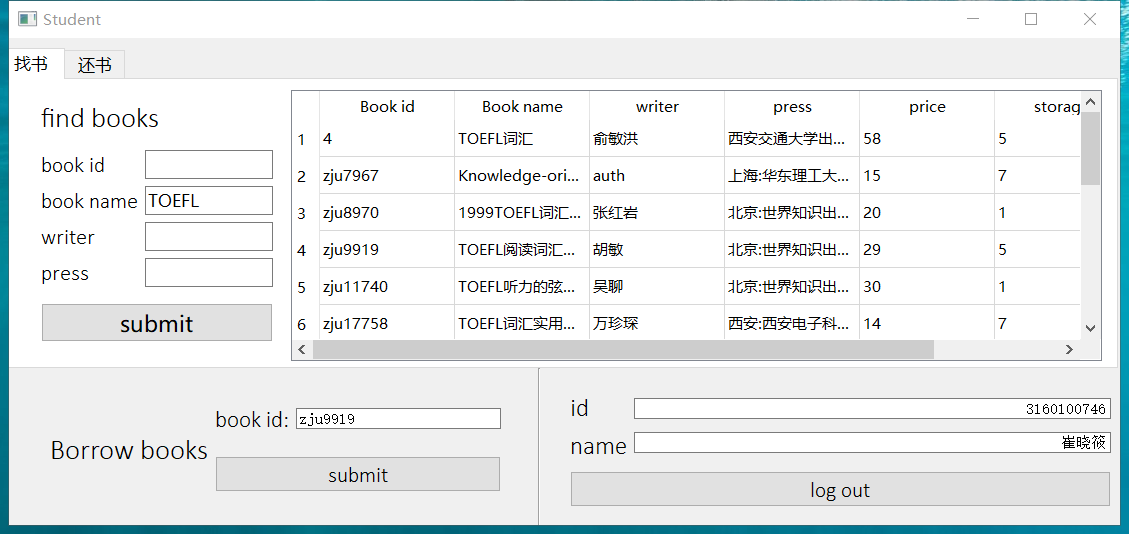 Student
找书 还书
find books
book id
book name TOEFL
writer
press
submit
Book id Book name writer press price storag
1 4 TOEFL词汇 俞敏洪 西安交通大学出... 58 5
2 zju7967 Knowledge-ori... auth 上海:华东理工大... 15 7
3 zju8970 1999TOEFL词汇... 张红岩 北京:世界知识出... 20 1
4 zju9919 TOEFL阅读词汇... 胡敏 北京:世界知识出... 29 5
5 zju11740 TOEFL听力的弦... 吴聊 北京:世界知识出... 30 1
6 zju17758 TOEFL词汇实用... 万珍琛 西安:西安电子科... 14 7
Borrow books
book id: zju9919
submit
id 3160100746
name 崔晓筱
log out